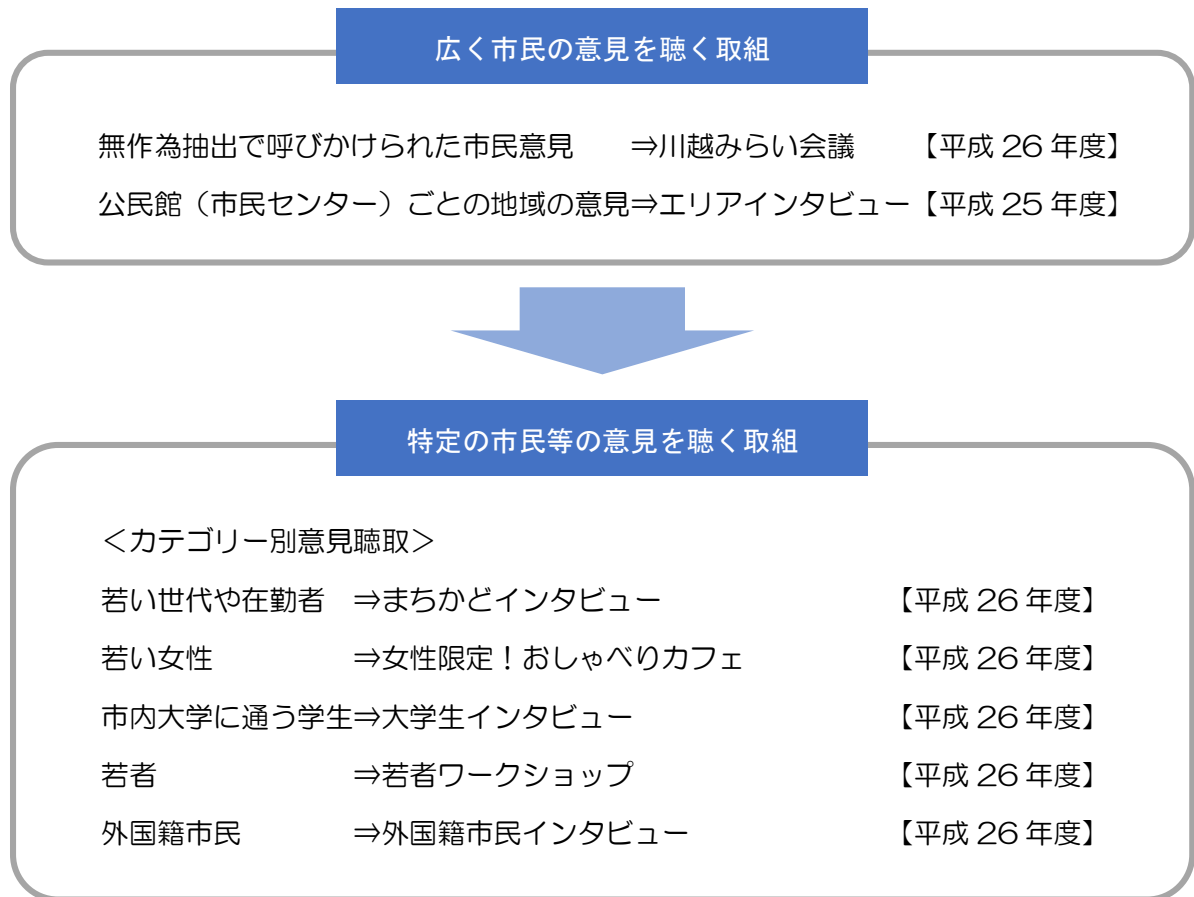 広く市民の意見を聴く取組
無作為抽出で呼びかけられた市民意見　⇒川越みらい会議　【平成 26 年度】
公民館（市民センター）ごとの地域の意見⇒エリアインタビュー【平成 25 年度】
特定の市民等の意見を聴く取組
＜カテゴリー別意見聴取＞
若い世代や在勤者　⇒まちかどインタビュー　【平成 26 年度】
若い女性　⇒女性限定！おしゃべりカフェ　【平成 26 年度】
市内大学に通う学生⇒大学生インタビュー　【平成 26 年度】
若者　⇒若者ワークショップ　【平成 26 年度】
外国籍市民　⇒外国籍市民インタビュー　【平成 26 年度】